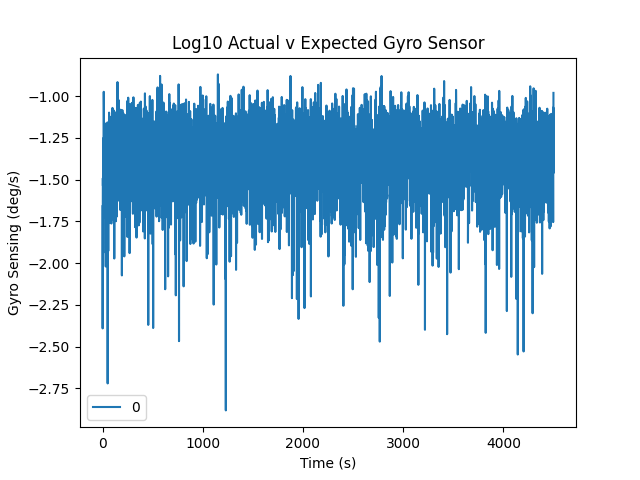 Log10 Actual v Expected Gyro Sensor
Gyro Sensing (deg/s)
−1.00
−1.25
−1.50
−1.75
−2.00
−2.25
−2.50
−2.75
0
0 1000 2000 3000 4000
Time (s)